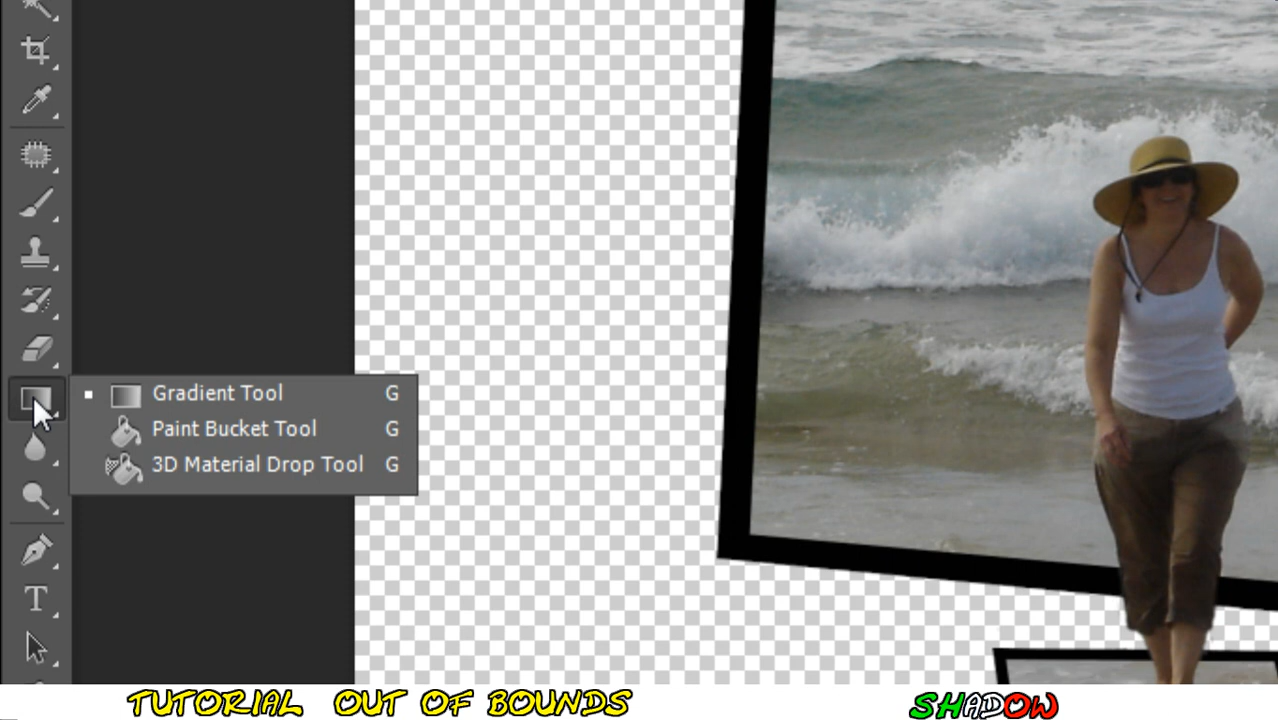 Gradient Tool G
Paint Bucket Tool G
3D Material Drop Tool G
TUTORIAL OUT OF BOUNDS SHADOW